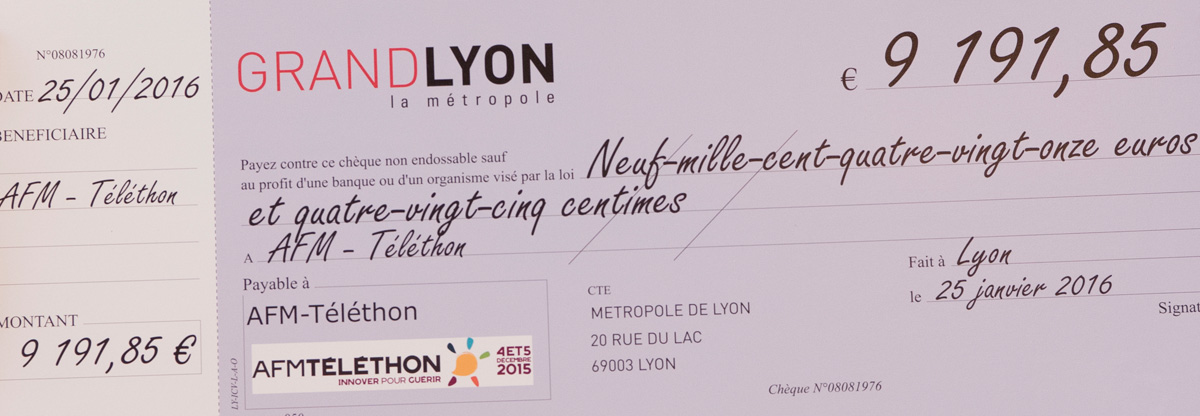 N°08081976
DATE 25/01/2016
BENEFICIAIRE
AFM - Téléthon
MONTANT
9 191,85 €
GRANDLYON
la métropole
€ 9 191,85
Payez contre ce chèque non endossable sauf
au profit d'une banque ou d'un organisme visé par la loi Neuf-mille-cent-quatre-vingt-onze euros
et quatre-vingt-cinq centimes
A AFM - Téléthon
Payable à
AFM-Téléthon
AFMTÉLÉTHON
INNOVER POUR GUÉRIR
4ET5
DECEMBRE
2015
CTE
METROPOLE DE LYON
20 RUE DU LAC
69003 LYON
Fait à Lyon
le 25 janvier 2016
Signat
Chèque N°08081976